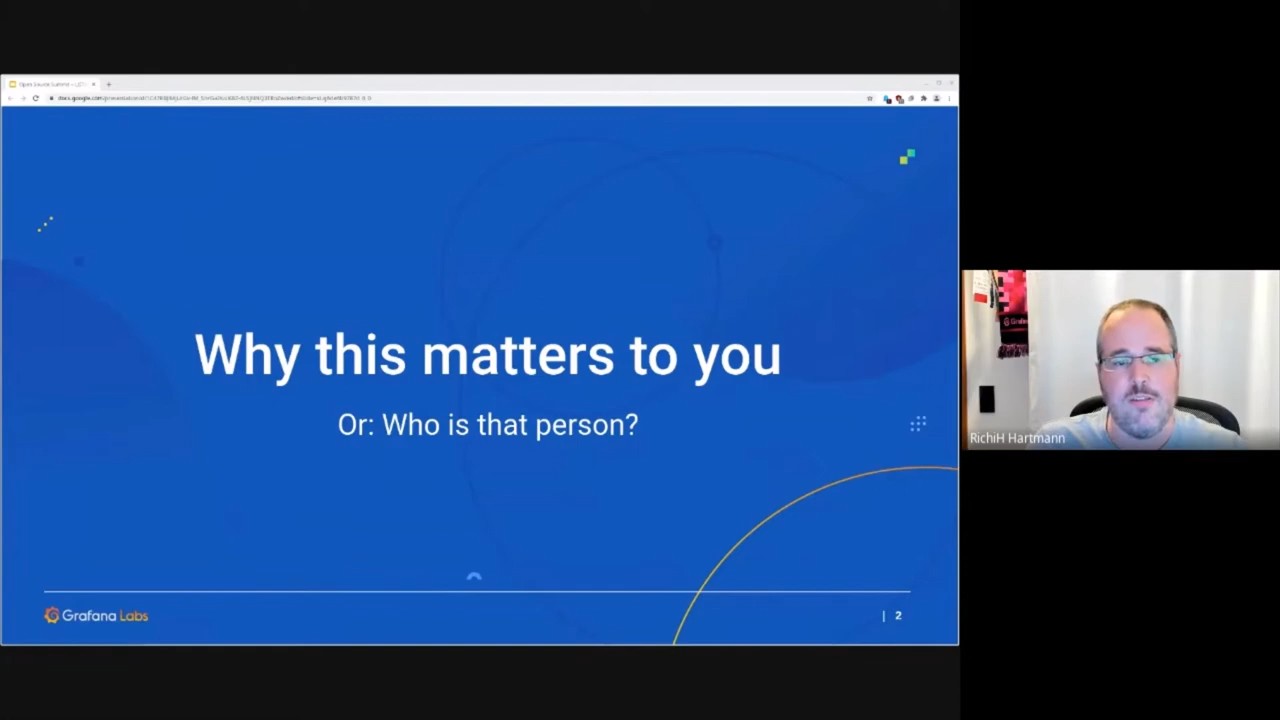 Why this matters to you
Or: Who is that person?
Grafana Labs
| 2
RichiH Hartmann